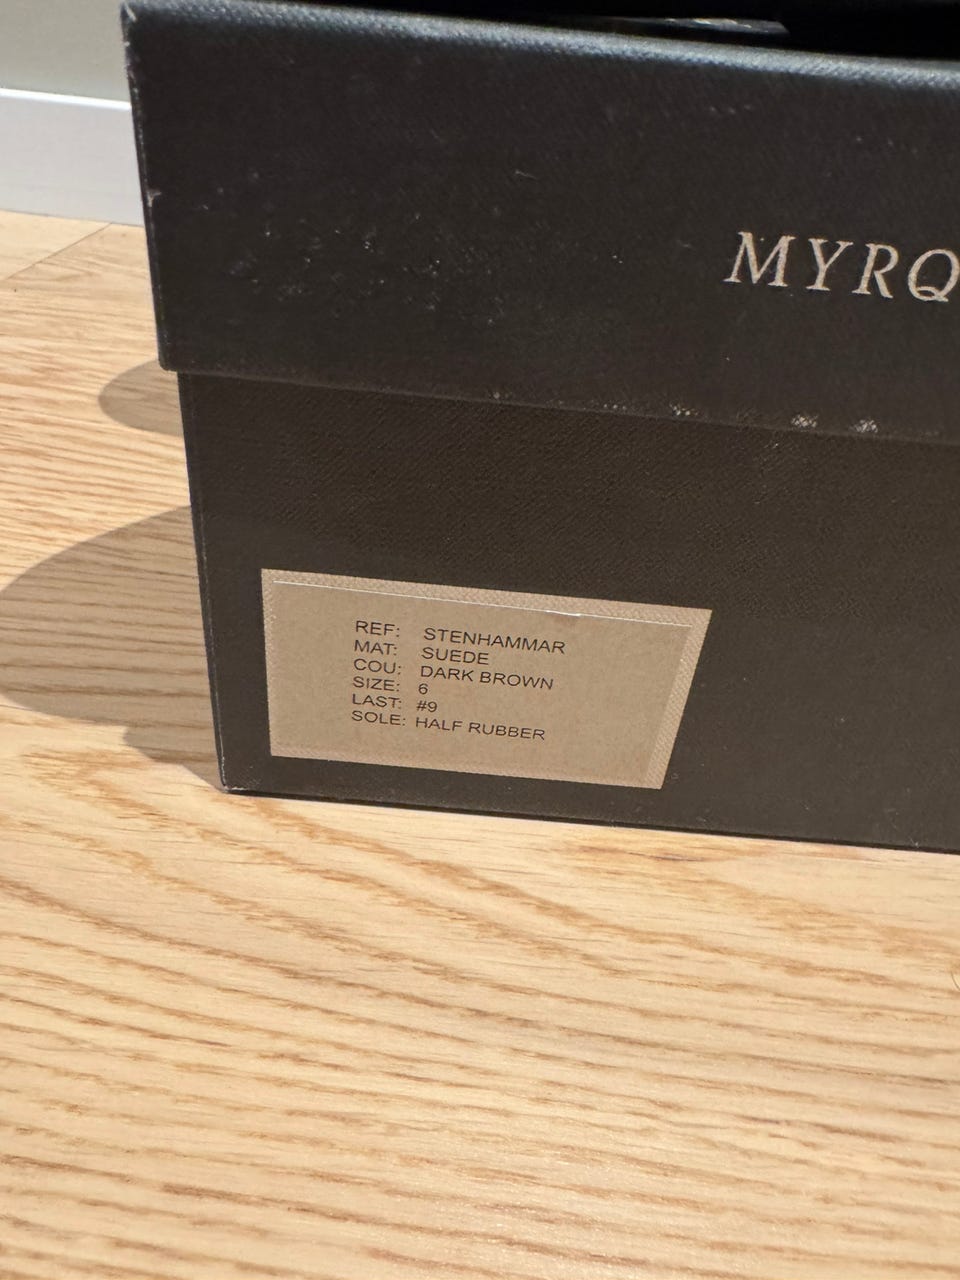 MYRQ
REF: STENHAMMAR
MAT: SUEDE
COU: DARK BROWN
SIZE: 6
LAST: #9
SOLE: HALF RUBBER